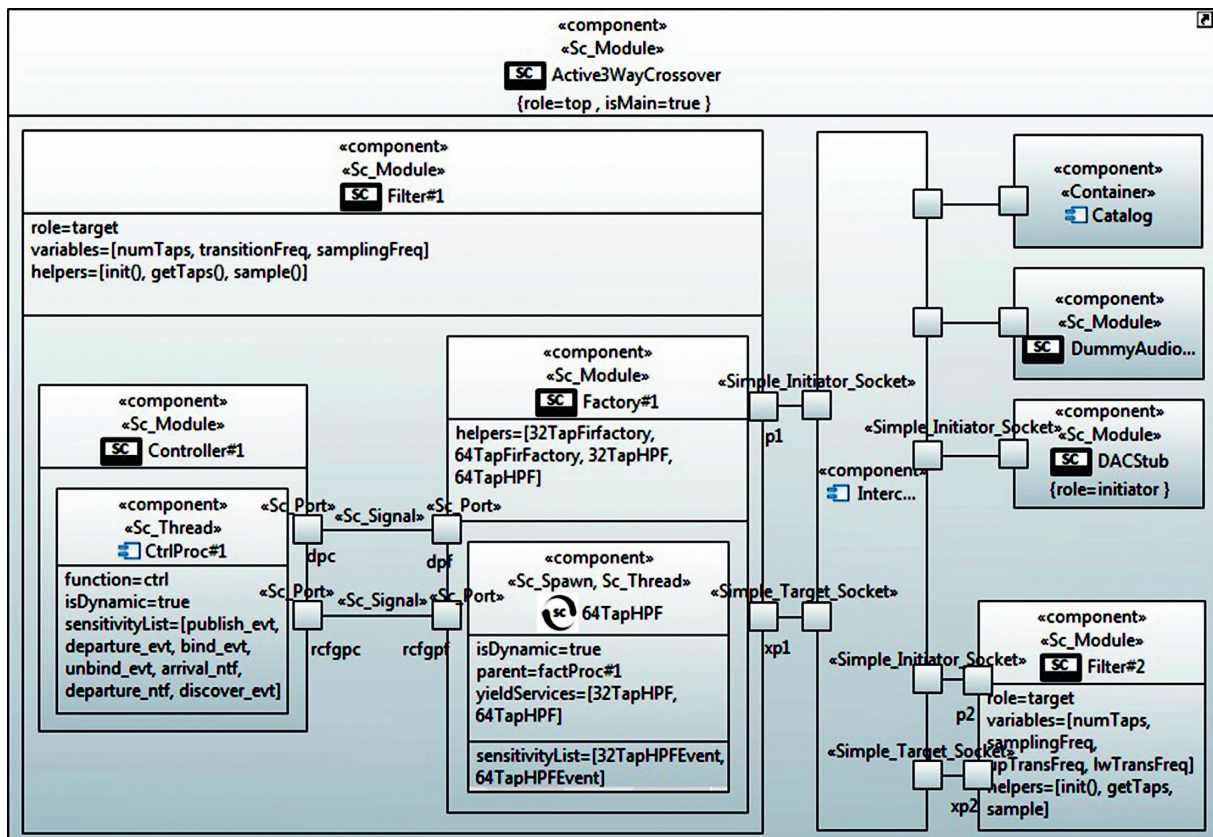 «component»
«Sc_Module»
SC Active3WayCrossover
{role=top , isMain=true }
«component»
«Sc_Module»
SC Filter#1
role=target
variables=[numTaps, transitionFreq, samplingFreq]
helpers=[init(), getTaps(), sample()]
«component»
«Sc_Module»
SC Controller#1
«component»
«Sc_Thread»
CtrlProc#1
function=ctrl
isDynamic=true
sensitivityList=[publish_evt,
departure_evt, bind_evt,
unbind_evt, arrival_ntf,
departure_ntf, discover_evt]
«Sc_Port»
«Sc_Signal»
«Sc_Port»
dpc
dpf
«Sc_Port»
«Sc_Signal»
«Sc_Port»
rcfgpc
rcfgpf
«component»
«Sc_Module»
SC Factory#1
helpers=[32TapFirfactory,
64TapFirFactory, 32TapHPF,
64TapHPF]
«component»
«Sc_Spawn, Sc_Thread»
SC 64TapHPF
isDynamic=true
parent=factProc#1
yieldServices=[32TapHPF,
64TapHPF]
sensitivityList=[32TapHPFEvent,
64TapHPFEvent]
«Simple_Initiator_Socket»
p1
«Simple_Target_Socket»
xp1
«component»
Interc...
«component»
«Container»
Catalog
«component»
«Sc_Module»
SC DummyAudio...
«Simple_Initiator_Socket»
«component»
«Sc_Module»
SC DACStub
{role=initiator }
«Simple_Initiator_Socket»
p2
«Simple_Target_Socket»
xp2
«component»
«Sc_Module»
SC Filter#2
role=target
variables=[numTaps,
samplingFreq,
upTransFreq, lwTransFreq]
helpers=[init(), getTaps,
sample]